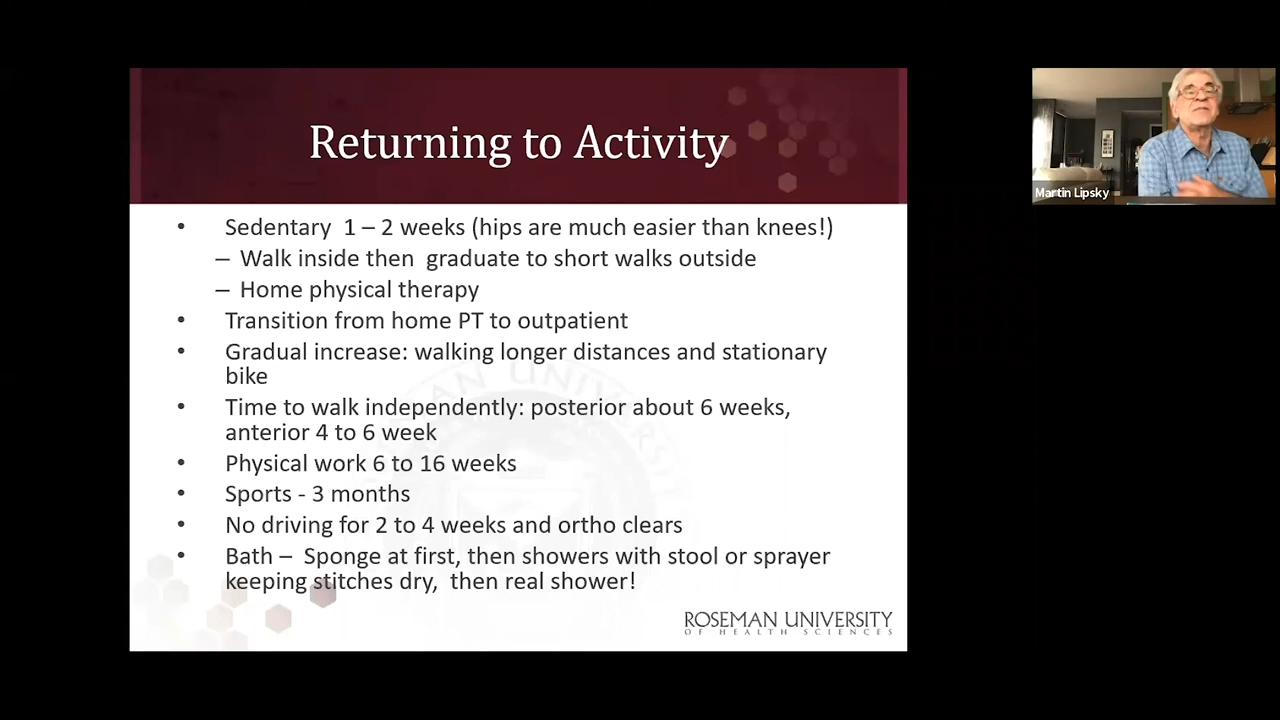 Returning to Activity
• Sedentary 1 – 2 weeks (hips are much easier than knees!)
– Walk inside then graduate to short walks outside
– Home physical therapy
• Transition from home PT to outpatient
• Gradual increase: walking longer distances and stationary
bike
• Time to walk independently: posterior about 6 weeks,
anterior 4 to 6 week
• Physical work 6 to 16 weeks
• Sports - 3 months
• No driving for 2 to 4 weeks and ortho clears
• Bath – Sponge at first, then showers with stool or sprayer
keeping stitches dry, then real shower!
ROSEMAN UNIVERSITY
OF HEALTH SCIENCES
Martin Lipsky